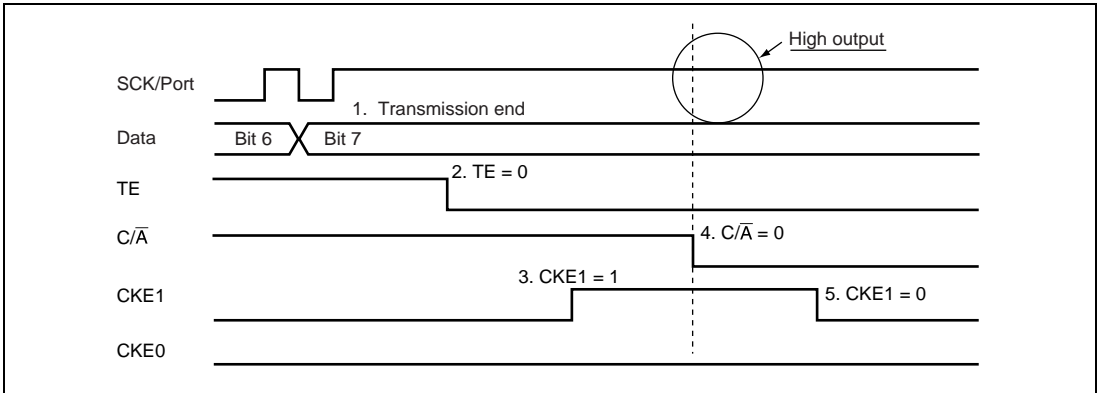 High output
SCK/Port
1. Transmission end
Data
Bit 6
Bit 7
2. TE = 0
TE
C/A̅
4. C/A̅ = 0
3. CKE1 = 1
CKE1
5. CKE1 = 0
CKE0